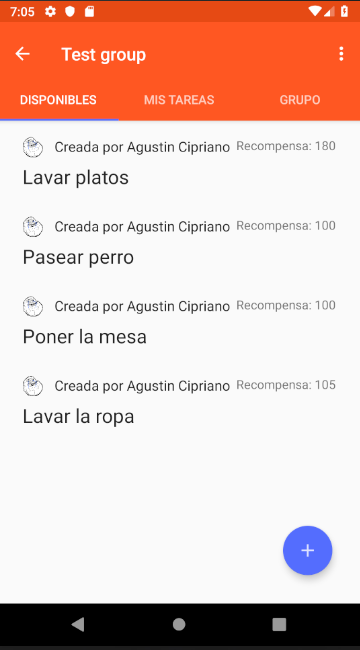 7:05
Test group
DISPONIBLES MIS TAREAS GRUPO
Creada por Agustin Cipriano Recompensa: 180
Lavar platos
Creada por Agustin Cipriano Recompensa: 100
Pasear perro
Creada por Agustin Cipriano Recompensa: 100
Poner la mesa
Creada por Agustin Cipriano Recompensa: 105
Lavar la ropa